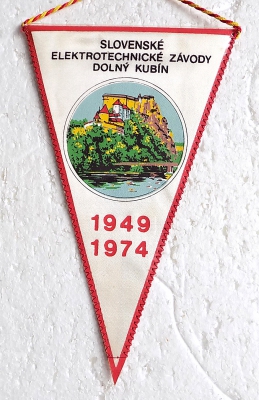 SLOVENSKÉ
ELEKTROTECHNICKÉ ZÁVODY
DOLNÝ KUBÍN
1949
1974